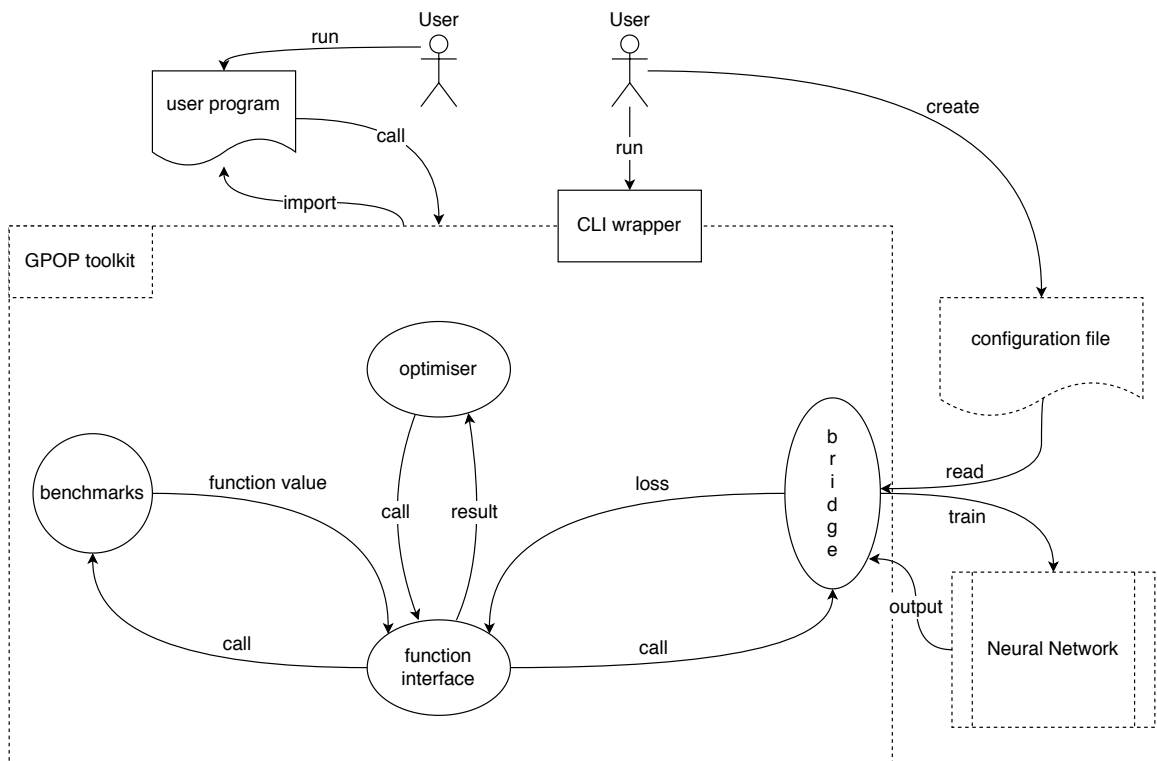 User
User
run
user program
create
call
run
import
CLI wrapper
GPOP toolkit
configuration file
optimiser
b
r
i
d
g
e
read
function value
loss
benchmarks
call
result
train
output
call
function
interface
call
Neural Network